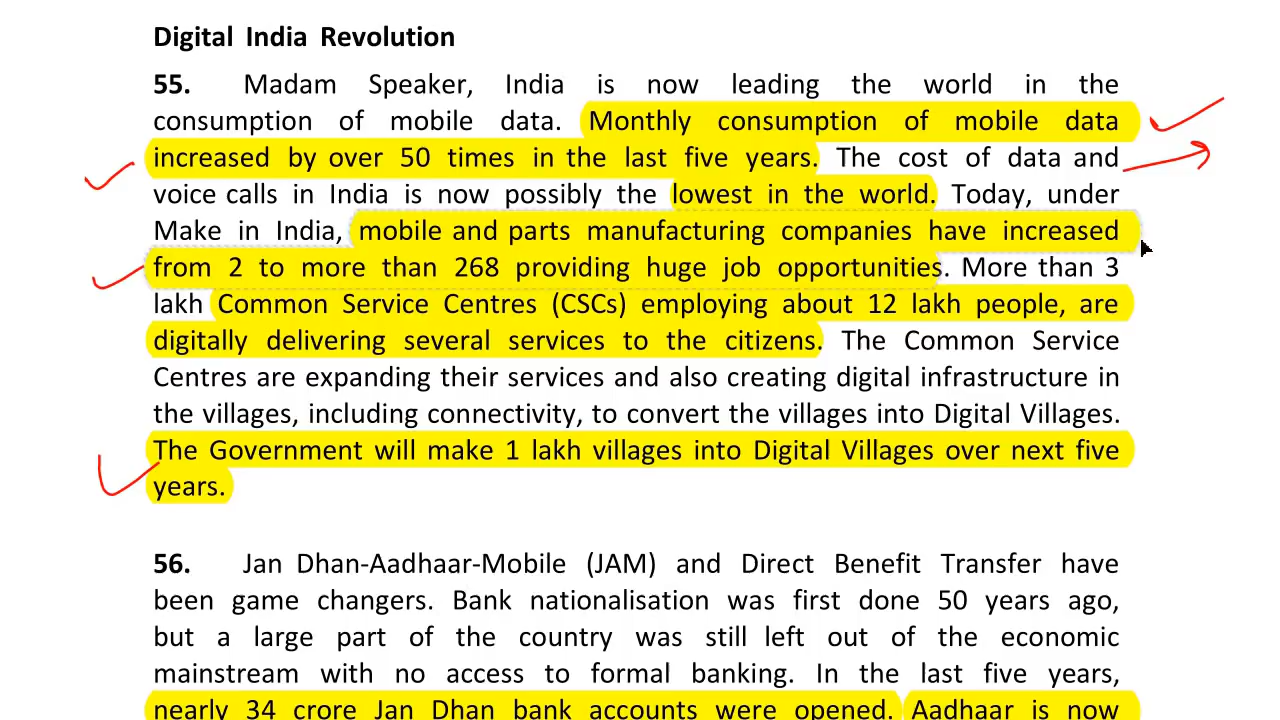 Digital India Revolution
55. Madam Speaker, India is now leading the world in the
consumption of mobile data. Monthly consumption of mobile data
increased by over 50 times in the last five years. The cost of data and
voice calls in India is now possibly the lowest in the world. Today, under
Make in India, mobile and parts manufacturing companies have increased
from 2 to more than 268 providing huge job opportunities. More than 3
lakh Common Service Centres (CSCs) employing about 12 lakh people, are
digitally delivering several services to the citizens. The Common Service
Centres are expanding their services and also creating digital infrastructure in
the villages, including connectivity, to convert the villages into Digital Villages.
The Government will make 1 lakh villages into Digital Villages over next five
years.
56. Jan Dhan-Aadhaar-Mobile (JAM) and Direct Benefit Transfer have
been game changers. Bank nationalisation was first done 50 years ago,
but a large part of the country was still left out of the economic
mainstream with no access to formal banking. In the last five years,
nearly 34 crore Jan Dhan bank accounts were opened. Aadhaar is now